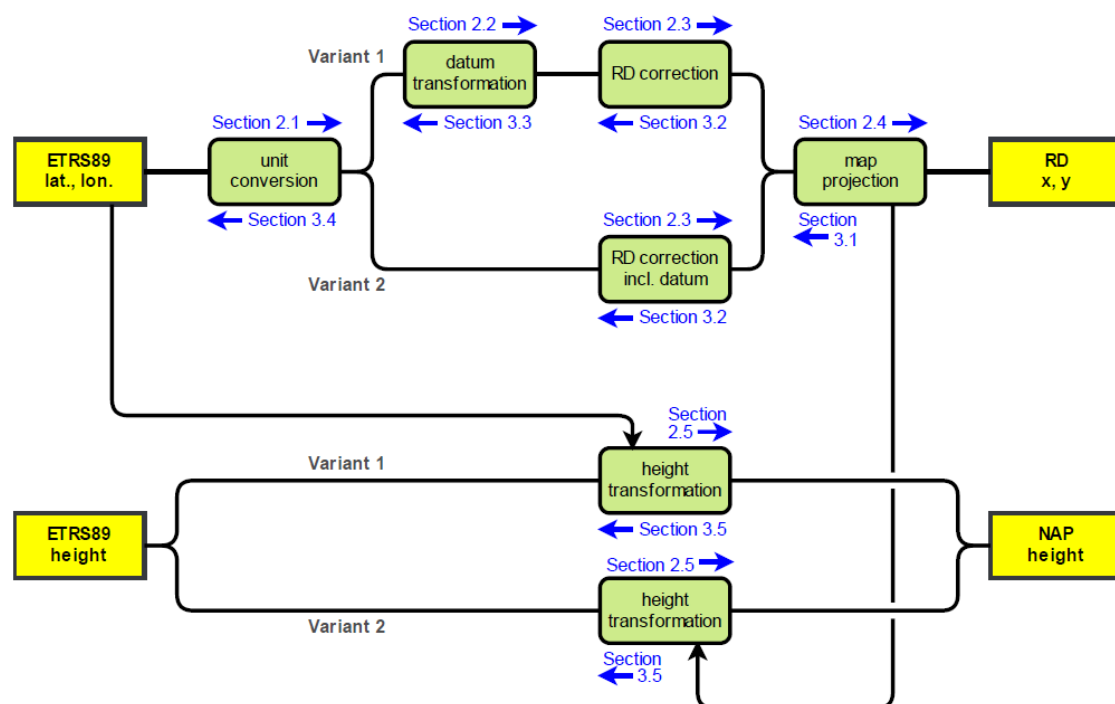 Section 2.2
Section 2.3
Variant 1
datum
transformation
RD correction
Section 2.1
Section 3.3
Section 3.2
Section 2.4
ETRS89
lat., lon.
unit
conversion
map
projection
RD
x, y
Section 3.4
Section 2.3
Section
3.1
RD correction
incl. datum
Variant 2
Section 3.2
Section
2.5
Variant 1
height
transformation
ETRS89
height
Section 3.5
NAP
height
Section 2.5
height
transformation
Variant 2
Section
3.5